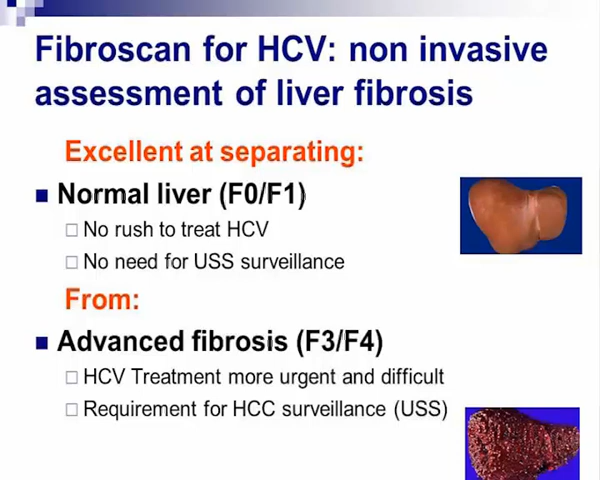 Fibroscan for HCV: non invasive
assessment of liver fibrosis
Excellent at separating:
Normal liver (F0/F1)
No rush to treat HCV
No need for USS surveillance
From:
Advanced fibrosis (F3/F4)
HCV Treatment more urgent and difficult
Requirement for HCC surveillance (USS)